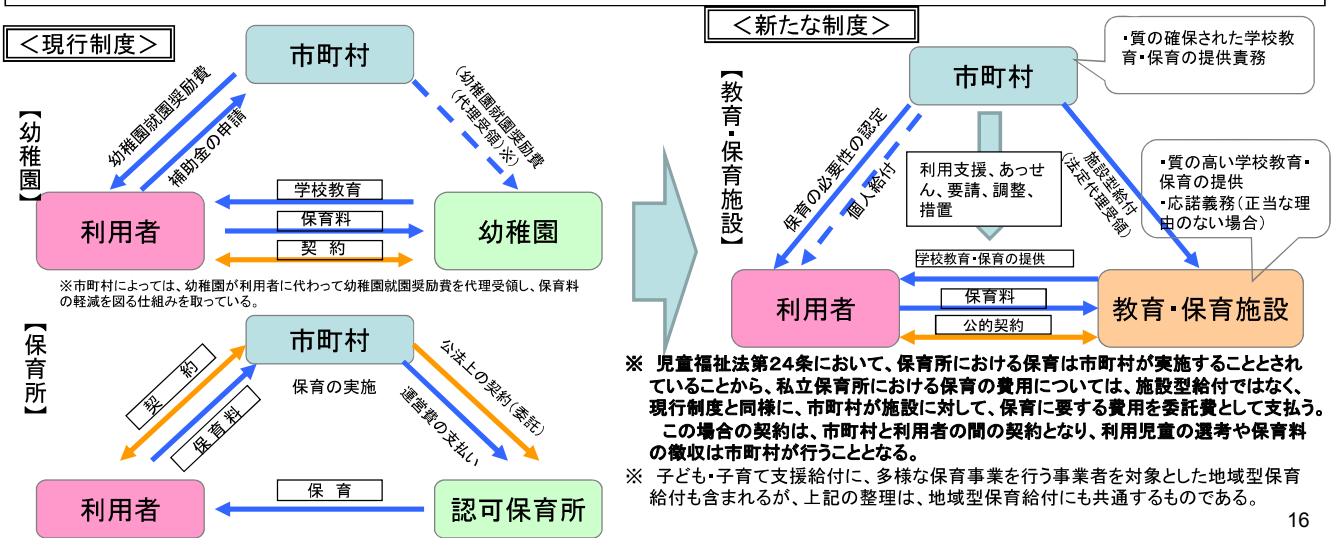 ＜現行制度＞
【幼稚園】
市町村
幼稚園就園奨励費
補助金の申請
(幼稚園就園奨励費
(代理受領)※)
利用者
学校教育
保育料
契 約
幼稚園
※市町村によっては、幼稚園が利用者に代わって幼稚園就園奨励費を代理受領し、保育料
の軽減を図る仕組みを取っている。
【保育所】
市町村
契 約
保育料
保育の実施
公法上の契約(委託)
運営費の支払い
利用者
保 育
認可保育所
＜新たな制度＞
【教育・保育施設】
市町村
・質の確保された学校教
育・保育の提供責務
保育の必要性の認定
個人給付
利用支援、あっせ
ん、要請、調整、
措置
施設型給付
(法定代理受領)
・質の高い学校教育・
保育の提供
・応諾義務(正当な理
由のない場合)
利用者
学校教育・保育の提供
保育料
公的契約
教育・保育施設
※ 児童福祉法第２４条において、保育所における保育は市町村が実施することとされ
ていることから、私立保育所における保育の費用については、施設型給付ではなく、
現行制度と同様に、市町村が施設に対して、保育に要する費用を委託費として支払う。
この場合の契約は、市町村と利用者の間の契約となり、利用児童の選考や保育料
の徴収は市町村が行うこととなる。
※ 子ども・子育て支援給付に、多様な保育事業を行う事業者を対象とした地域型保育
給付も含まれるが、上記の整理は、地域型保育給付にも共通するものである。
16